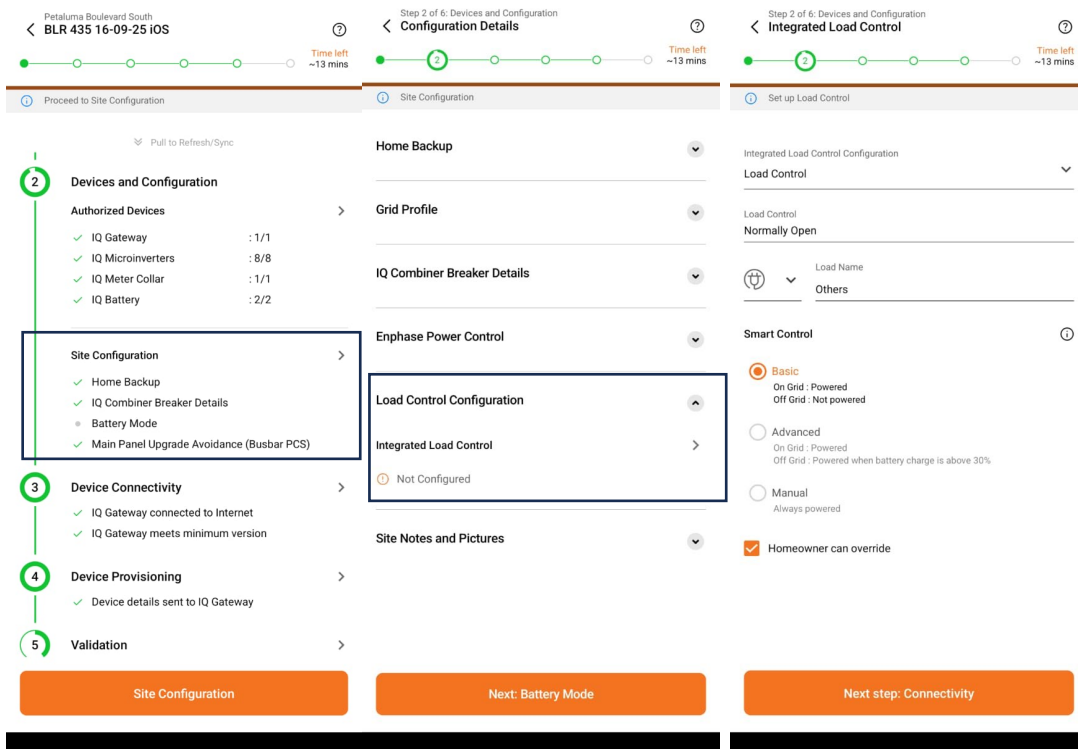 Petaluma Boulevard South
BLR 435 16-09-25 iOS
Time left
~13 mins
Proceed to Site Configuration
Pull to Refresh/Sync
2
Devices and Configuration
Authorized Devices
IQ Gateway : 1/1
IQ Microinverters : 8/8
IQ Meter Collar : 1/1
IQ Battery : 2/2
Site Configuration
Home Backup
IQ Combiner Breaker Details
Battery Mode
Main Panel Upgrade Avoidance (Busbar PCS)
3
Device Connectivity
IQ Gateway connected to Internet
IQ Gateway meets minimum version
4
Device Provisioning
Device details sent to IQ Gateway
5
Validation
Site Configuration
Step 2 of 6: Devices and Configuration
Configuration Details
2
Time left
~13 mins
Site Configuration
Home Backup
Grid Profile
IQ Combiner Breaker Details
Enphase Power Control
Load Control Configuration
Integrated Load Control
Not Configured
Site Notes and Pictures
Next: Battery Mode
Step 2 of 6: Devices and Configuration
Integrated Load Control
2
Time left
~13 mins
Set up Load Control
Integrated Load Control Configuration
Load Control
Load Control
Normally Open
Load Name
Others
Smart Control
Basic
On Grid : Powered
Off Grid : Not powered
Advanced
On Grid : Powered
Off Grid : Powered when battery charge is above 30%
Manual
Always powered
Homeowner can override
Next step: Connectivity